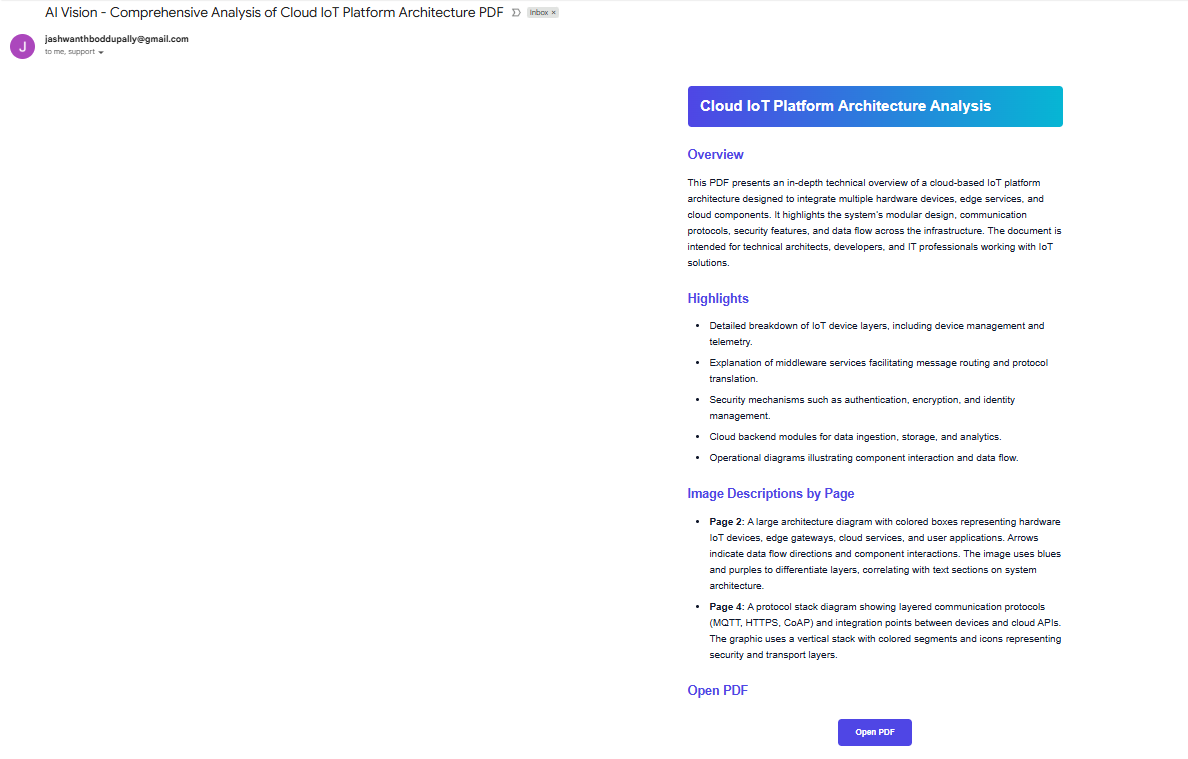 AI Vision - Comprehensive Analysis of Cloud IoT Platform Architecture PDF Inbox ×
J
jashwanthboddupally@gmail.com
to me, support
Cloud IoT Platform Architecture Analysis
Overview
This PDF presents an in-depth technical overview of a cloud-based IoT platform
architecture designed to integrate multiple hardware devices, edge services, and
cloud components. It highlights the system's modular design, communication
protocols, security features, and data flow across the infrastructure. The document is
intended for technical architects, developers, and IT professionals working with IoT
solutions.
Highlights
• Detailed breakdown of IoT device layers, including device management and
telemetry.
• Explanation of middleware services facilitating message routing and protocol
translation.
• Security mechanisms such as authentication, encryption, and identity
management.
• Cloud backend modules for data ingestion, storage, and analytics.
• Operational diagrams illustrating component interaction and data flow.
Image Descriptions by Page
• Page 2: A large architecture diagram with colored boxes representing hardware
IoT devices, edge gateways, cloud services, and user applications. Arrows
indicate data flow directions and component interactions. The image uses blues
and purples to differentiate layers, correlating with text sections on system
architecture.
• Page 4: A protocol stack diagram showing layered communication protocols
(MQTT, HTTPS, CoAP) and integration points between devices and cloud APIs.
The graphic uses a vertical stack with colored segments and icons representing
security and transport layers.
Open PDF
Open PDF